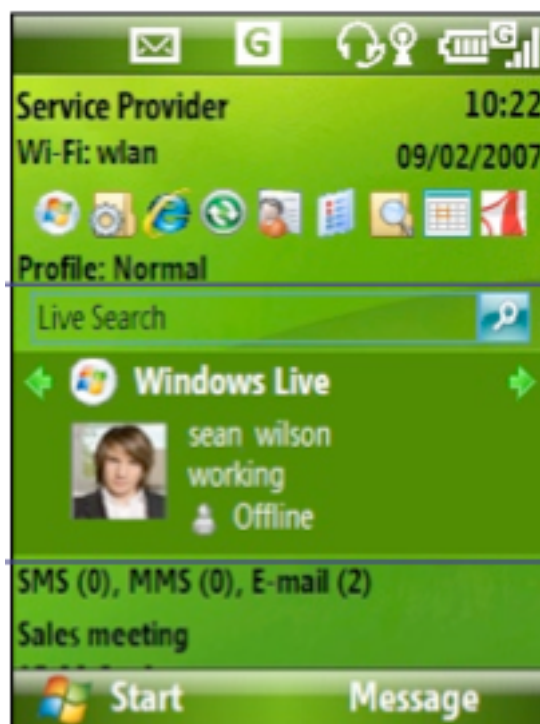 G G
Service Provider 10:22
Wi-Fi: wlan 09/02/2007
Profile: Normal
Live Search
Windows Live
sean wilson
working
Offline
SMS (0), MMS (0), E-mail (2)
Sales meeting
Start Message